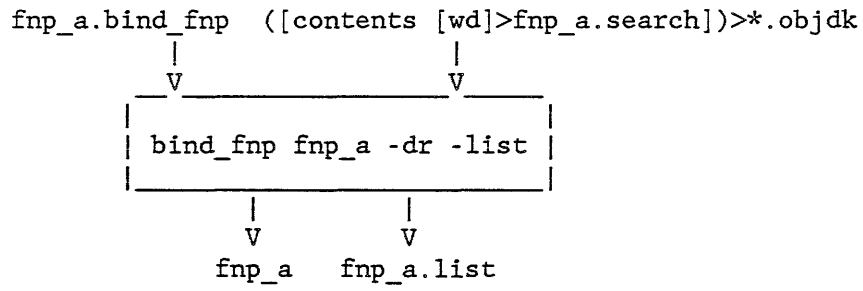 fnp_a.bind_fnp ([contents [wd]>fnp_a.search])>*.objdk
V V
bind_fnp fnp_a -dr -list
V V
fnp_a fnp_a.list